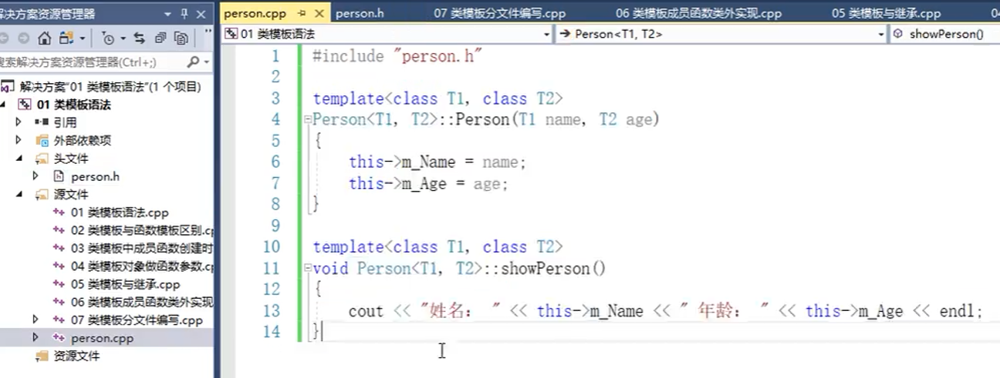 解决方案资源管理器
搜索解决方案资源管理器(Ctrl+;)
解决方案"01 类模板语法"(1 个项目)
01 类模板语法
引用
外部依赖项
头文件
person.h
源文件
01 类模板语法.cpp
02 类模板与函数模板区别.c
03 类模板中成员函数创建时
04 类模板对象做函数参数.c
05 类模板与继承.cpp
06 类模板成员函数类外实现
07 类模板分文件编写.cpp
person.cpp
资源文件
person.cpp person.h 07 类模板分文件编写.cpp 06 类模板成员函数类外实现.cpp 05 类模板与继承.cpp 04
01 类模板语法 Person<T1, T2> showPerson()
1 #include "person.h"
2
3 template<class T1, class T2>
4 Person<T1, T2>::Person(T1 name, T2 age)
5 {
6 this->m_Name = name;
7 this->m_Age = age;
8 }
9
10 template<class T1, class T2>
11 void Person<T1, T2>::showPerson()
12 {
13 cout << "姓名： " << this->m_Name << " 年龄： " << this->m_Age << endl;
14 }